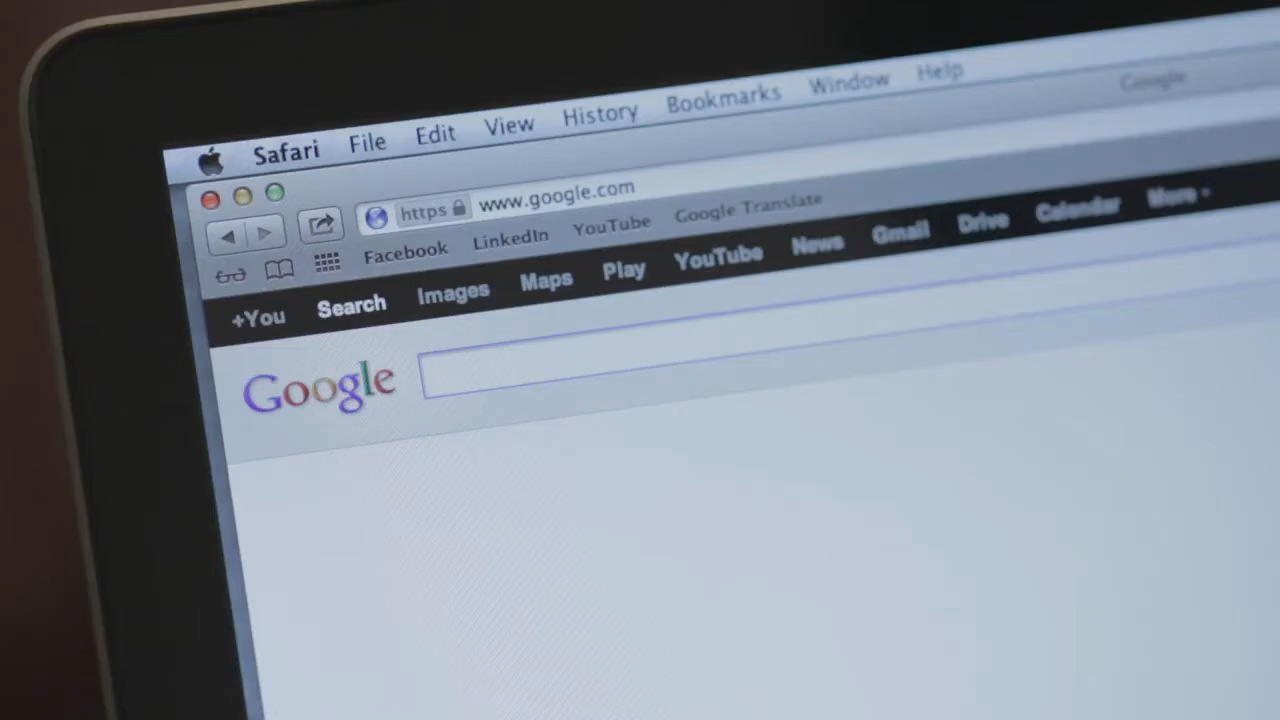 Safari File Edit View History Bookmarks Window Help
Google
https www.google.com
Facebook LinkedIn YouTube Google Translate
+You Search Images Maps Play YouTube News Gmail Drive Calendar More
Google